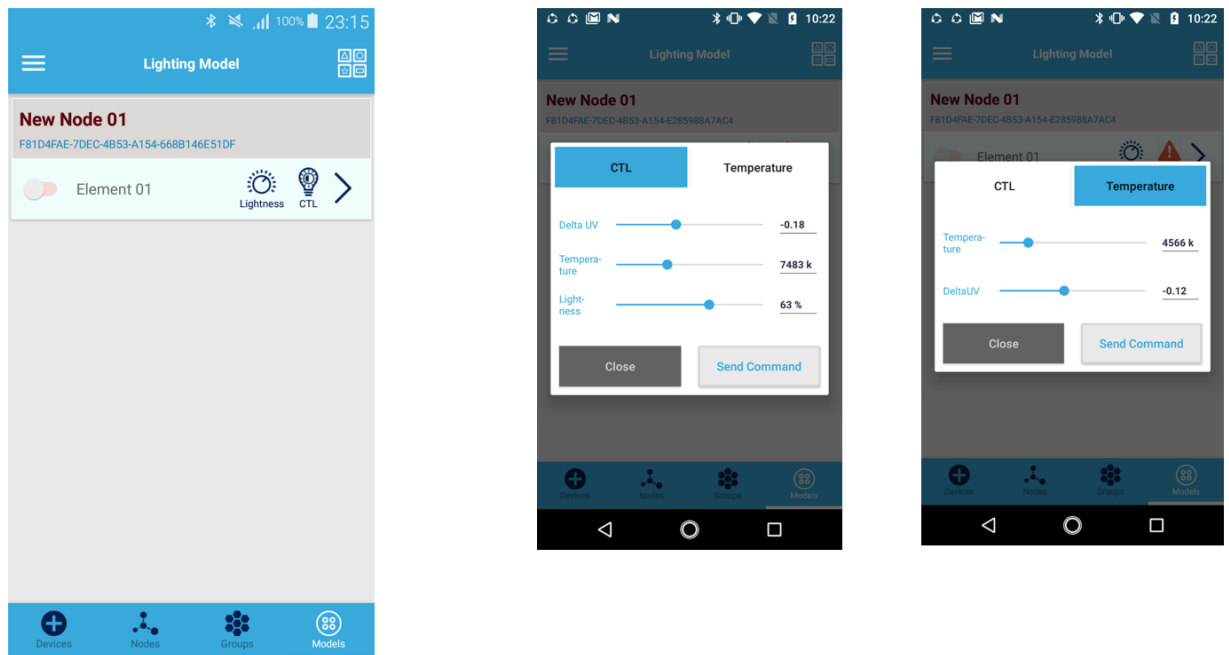 100% 23:15
Lighting Model
New Node 01
F81D4FAE-7DEC-4B53-A154-668B146E51DF
Element 01
Lightness
CTL
Devices
Nodes
Groups
Models
10:22
Lighting Model
New Node 01
F81D4FAE-7DEC-4B53-A154-E285988A7AC4
CTL
Temperature
Delta UV
-0.18
Tempera-
ture
7483 k
Light-
ness
63 %
Close
Send Command
Devices
Nodes
Groups
Models
10:22
Lighting Model
New Node 01
F81D4FAE-7DEC-4B53-A154-E285988A7AC4
Element 01
CTL
Temperature
Tempera-
ture
4566 k
DeltaUV
-0.12
Close
Send Command
Devices
Nodes
Groups
Models